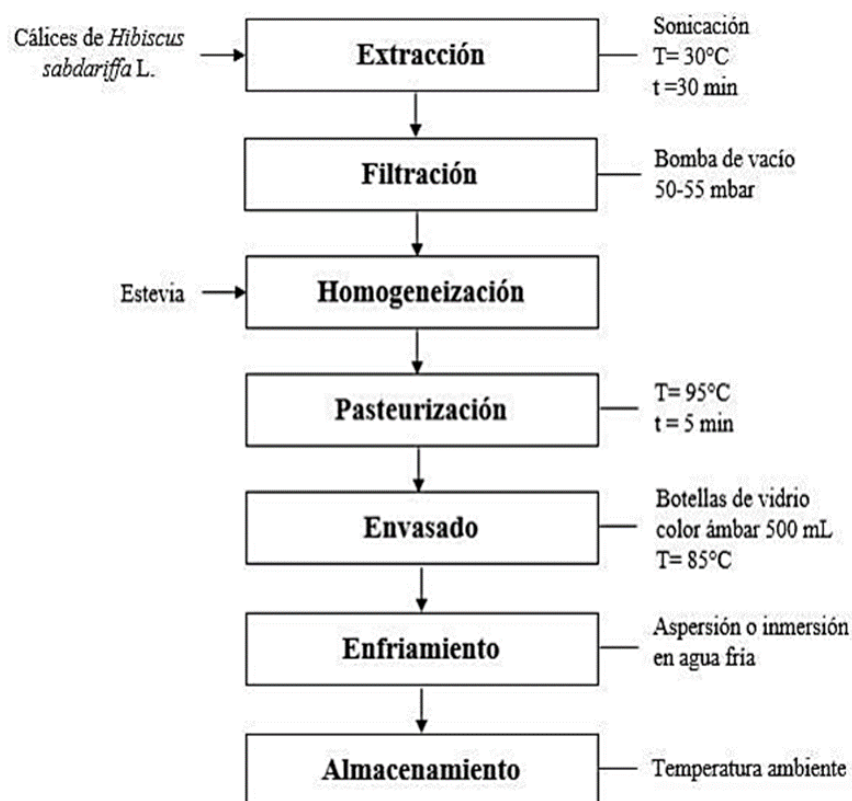 Cálices de Hibiscus
sabdariffa L.
Extracción
Sonicación
T= 30°C
t =30 min
Filtración
Bomba de vacío
50-55 mbar
Estevia
Homogeneización
Pasteurización
T= 95°C
t = 5 min
Envasado
Botellas de vidrio
color ámbar 500 mL
T= 85°C
Enfriamiento
Aspersión o inmersión
en agua fría
Almacenamiento
Temperatura ambiente